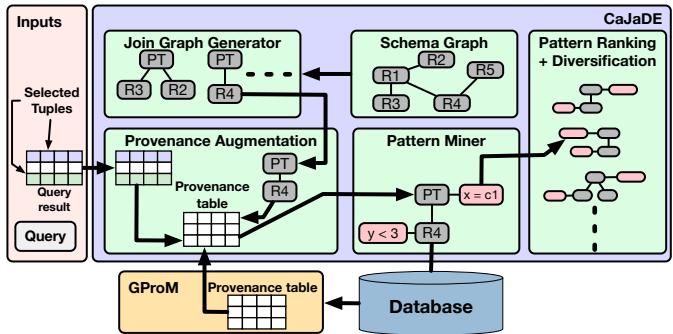 Inputs
Selected
Tuples
Query
result
Query
CaJaDE
Join Graph Generator
PT
R3
R2
PT
R4
Schema Graph
R1
R2
R5
R3
R4
Pattern Ranking
+ Diversification
Provenance Augmentation
PT
R4
Provenance
table
Pattern Miner
PT
x = c1
y < 3
R4
GProM
Provenance table
Database